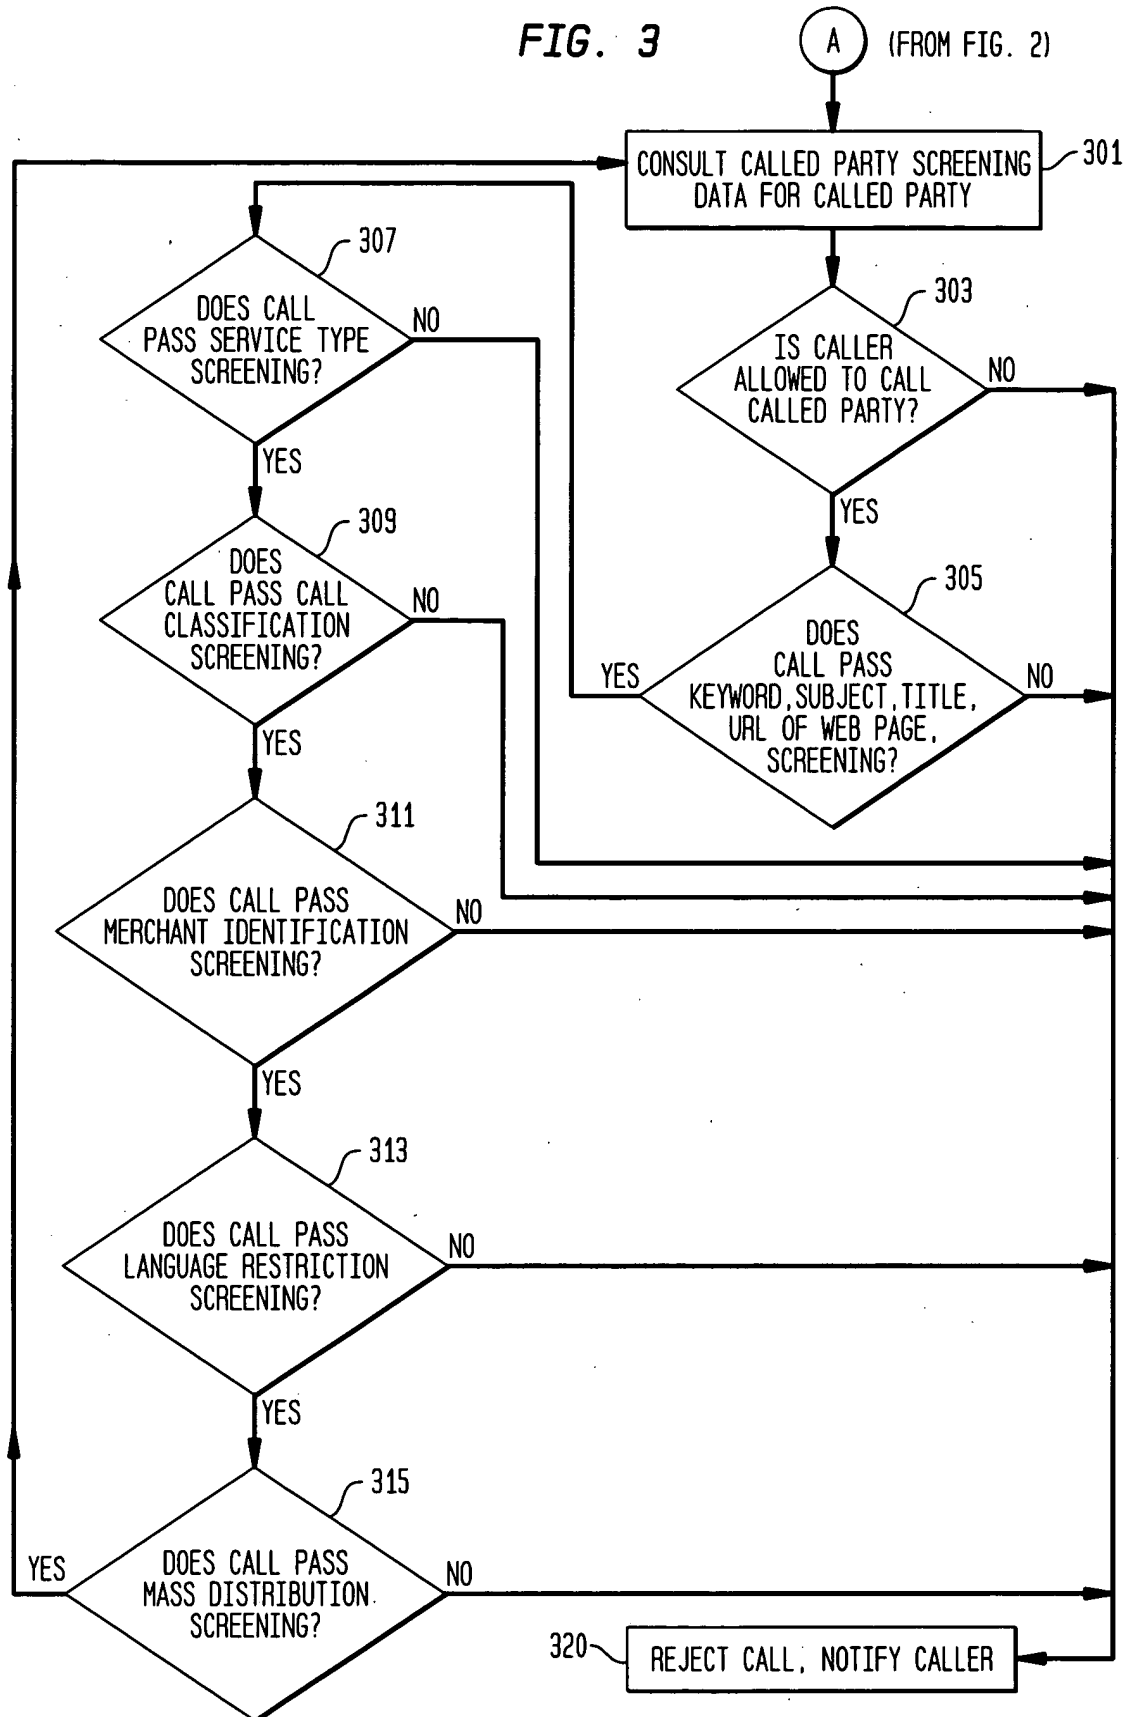 FIG. 3
A
(FROM FIG. 2)
CONSULT CALLED PARTY SCREENING
DATA FOR CALLED PARTY
301
307
DOES CALL
PASS SERVICE TYPE
SCREENING?
NO
YES
303
IS CALLER
ALLOWED TO CALL
CALLED PARTY?
NO
YES
309
DOES
CALL PASS CALL
CLASSIFICATION
SCREENING?
NO
YES
305
DOES
CALL PASS
KEYWORD,SUBJECT,TITLE,
URL OF WEB PAGE,
SCREENING?
YES
NO
311
DOES CALL PASS
MERCHANT IDENTIFICATION
SCREENING?
NO
YES
313
DOES CALL PASS
LANGUAGE RESTRICTION
SCREENING?
NO
YES
315
DOES CALL PASS
MASS DISTRIBUTION
SCREENING?
YES
NO
320
REJECT CALL, NOTIFY CALLER